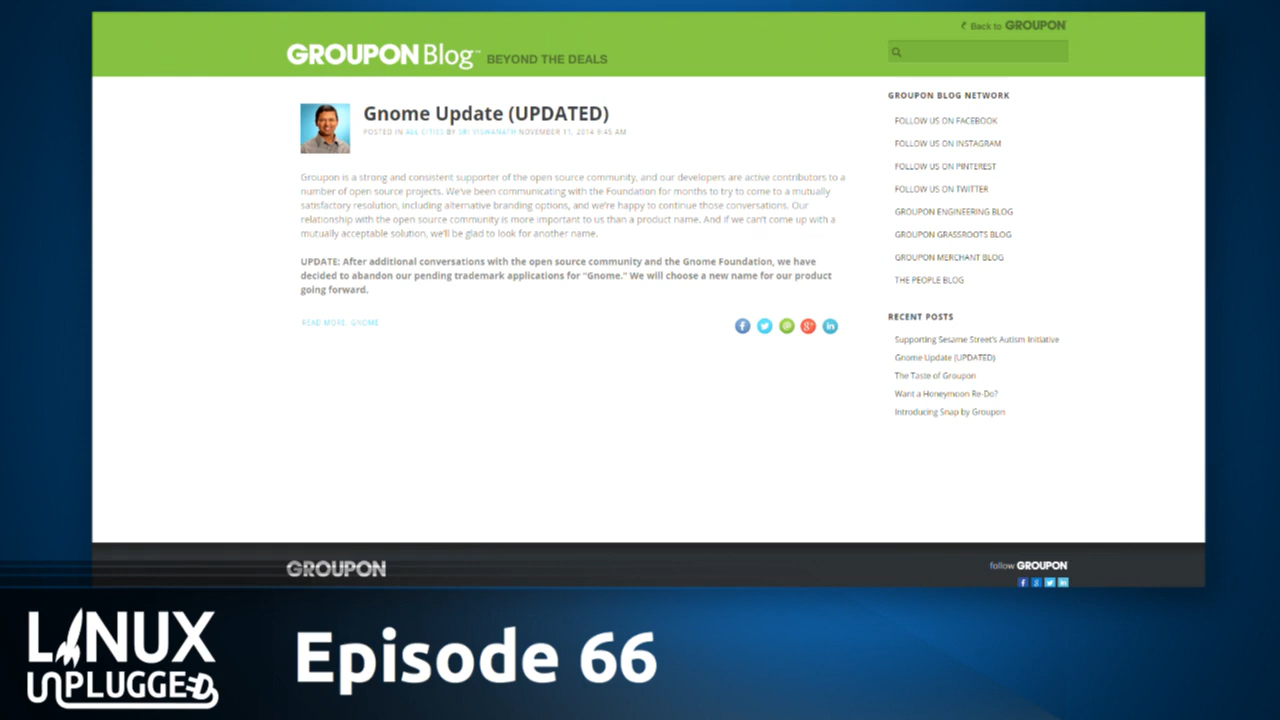 Back to GROUPON
GROUPON Blog™ BEYOND THE DEALS
Gnome Update (UPDATED)
POSTED IN ALL CITIES BY SRI VISWANATH NOVEMBER 11, 2014 9:45 AM
Groupon is a strong and consistent supporter of the open source community, and our developers are active contributors to a
number of open source projects. We've been communicating with the Foundation for months to try to come to a mutually
satisfactory resolution, including alternative branding options, and we're happy to continue those conversations. Our
relationship with the open source community is more important to us than a product name. And if we can't come up with a
mutually acceptable solution, we'll be glad to look for another name.
UPDATE: After additional conversations with the open source community and the Gnome Foundation, we have
decided to abandon our pending trademark applications for "Gnome." We will choose a new name for our product
going forward.
READ MORE: GNOME
GROUPON BLOG NETWORK
FOLLOW US ON FACEBOOK
FOLLOW US ON INSTAGRAM
FOLLOW US ON PINTEREST
FOLLOW US ON TWITTER
GROUPON ENGINEERING BLOG
GROUPON GRASSROOTS BLOG
GROUPON MERCHANT BLOG
THE PEOPLE BLOG
RECENT POSTS
Supporting Sesame Street's Autism Initiative
Gnome Update (UPDATED)
The Taste of Groupon
Want a Honeymoon Re-Do?
Introducing Snap by Groupon
GROUPON
follow GROUPON
LINUX
UNPLUGGED
Episode 66